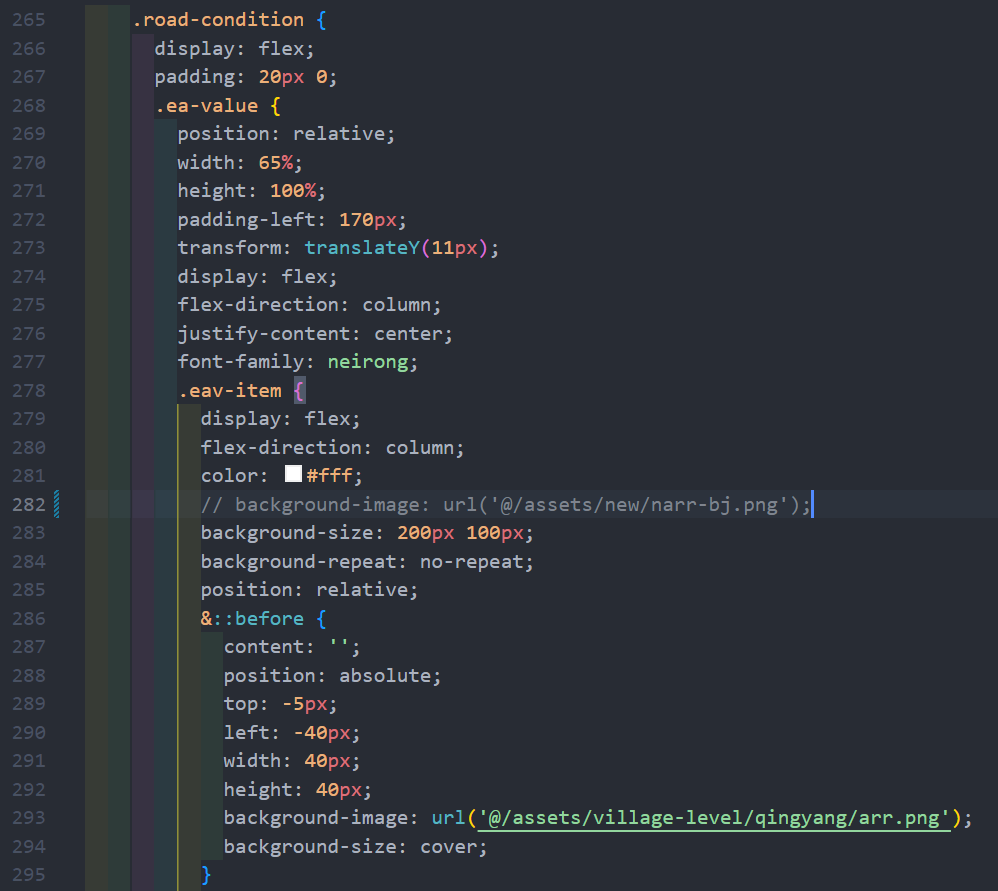 265 .road-condition {
266 display: flex;
267 padding: 20px 0;
268 .ea-value {
269 position: relative;
270 width: 65%;
271 height: 100%;
272 padding-left: 170px;
273 transform: translateY(11px);
274 display: flex;
275 flex-direction: column;
276 justify-content: center;
277 font-family: neirong;
278 .eav-item {
279 display: flex;
280 flex-direction: column;
281 color: #fff;
282 // background-image: url('@/assets/new/narr-bj.png');
283 background-size: 200px 100px;
284 background-repeat: no-repeat;
285 position: relative;
286 &::before {
287 content: '';
288 position: absolute;
289 top: -5px;
290 left: -40px;
291 width: 40px;
292 height: 40px;
293 background-image: url('@/assets/village-level/qingyang/arr.png');
294 background-size: cover;
295 }